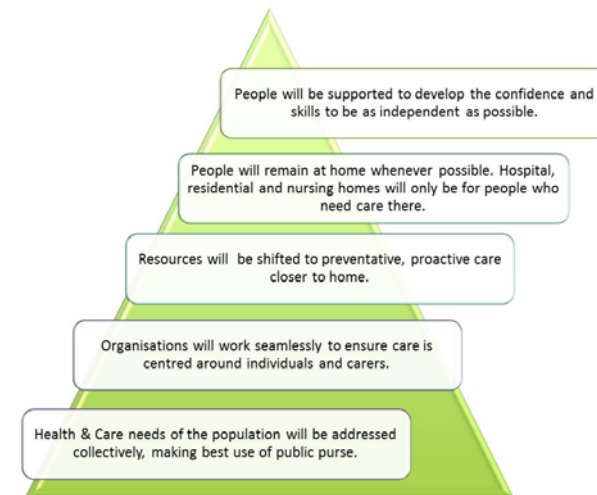 People will be supported to develop the confidence and
skills to be as independent as possible.
People will remain at home whenever possible. Hospital,
residential and nursing homes will only be for people who
need care there.
Resources will be shifted to preventative, proactive care
closer to home.
Organisations will work seamlessly to ensure care is
centred around individuals and carers.
Health & Care needs of the population will be addressed
collectively, making best use of public purse.